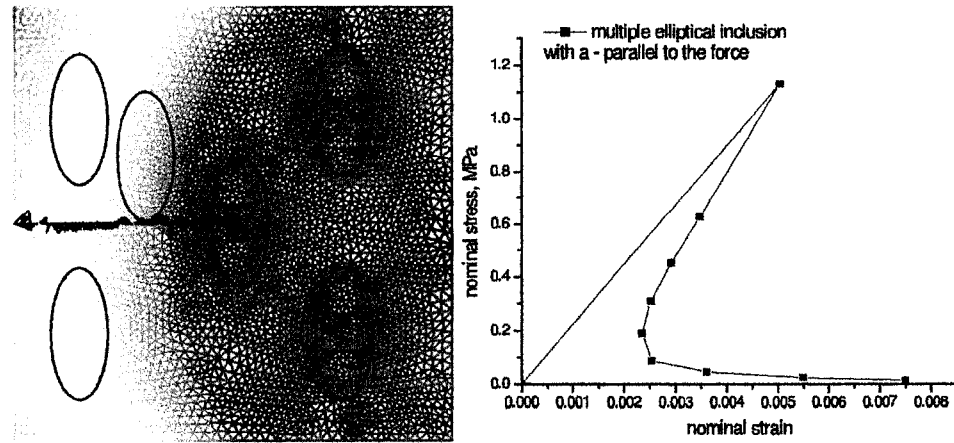 multiple elliptical inclusion
with a - parallel to the force
nominal stress, MPa
1.2
1.0
0.8
0.6
0.4
0.2
0.0
0.000 0.001 0.002 0.003 0.004 0.005 0.006 0.007 0.008
nominal strain